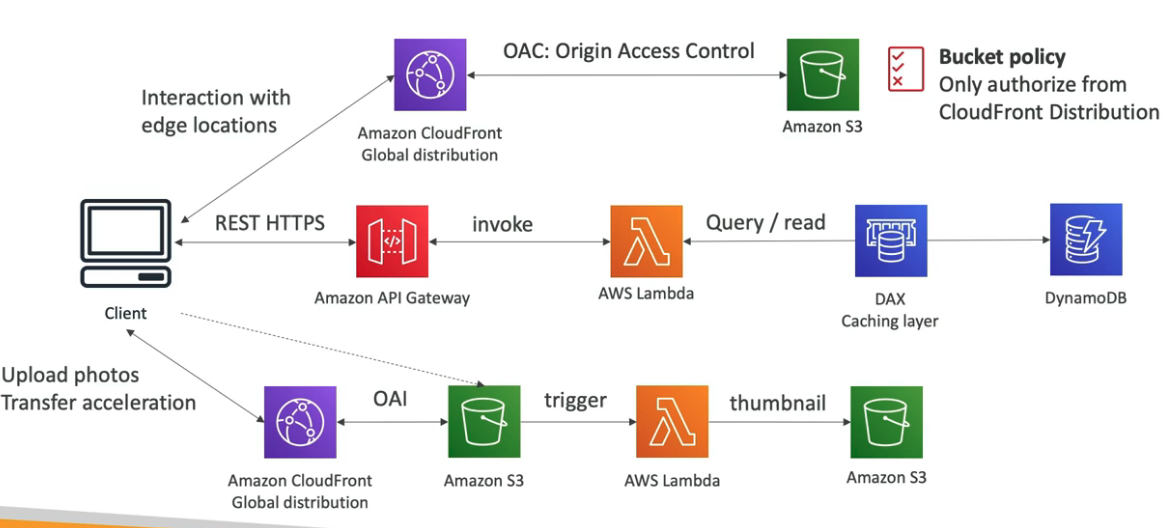 OAC: Origin Access Control
Bucket policy
Only authorize from
CloudFront Distribution
Interaction with
edge locations
Amazon CloudFront
Global distribution
Amazon S3
REST HTTPS
invoke
Query / read
Amazon API Gateway
AWS Lambda
DAX
Caching layer
DynamoDB
Client
Upload photos
Transfer acceleration
OAI
trigger
thumbnail
Amazon CloudFront
Global distribution
Amazon S3
AWS Lambda
Amazon S3